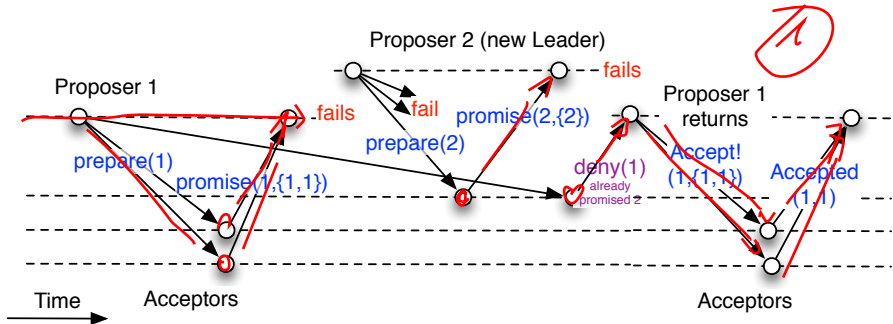 Proposer 2 (new Leader)
Proposer 1
fails
fails
fail
prepare(1)
promise(1,{1,1})
prepare(2)
promise(2,{2})
deny(1)
already
promised 2
Proposer 1
returns
Accept!
(1,{1,1})
Accepted
(1,1)
Time
Acceptors
Acceptors
1